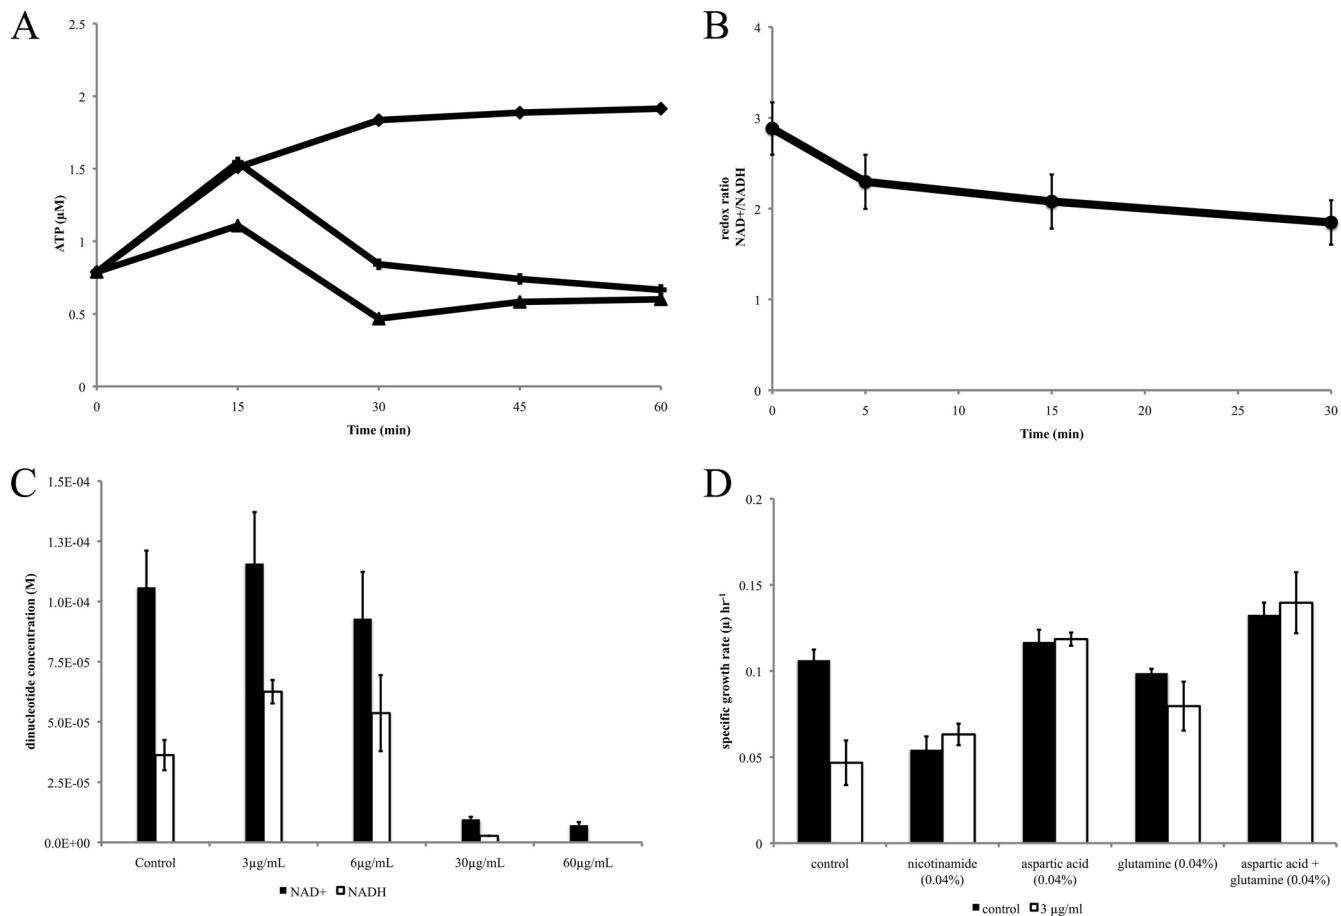 A
2.5
2
1.5
1
0.5
0
ATP (µM)
0 15 30 45 60
Time (min)
B
4
3
2
1
0
redox ratio
NAD+/NADH
0 5 10 15 20 25 30
Time (min)
C
1.5E-04
1.3E-04
1.0E-04
7.5E-05
5.0E-05
2.5E-05
0.0E+00
dinucleotide concentration (M)
Control 3µg/mL 6µg/mL 30µg/mL 60µg/mL
NAD+ NADH
D
0.2
0.15
0.1
0.05
0
specific growth rate (µ) hr⁻¹
control nicotinamide aspartic acid glutamine (0.04%) aspartic acid +
(0.04%) (0.04%) glutamine (0.04%)
control 3 µg/ml